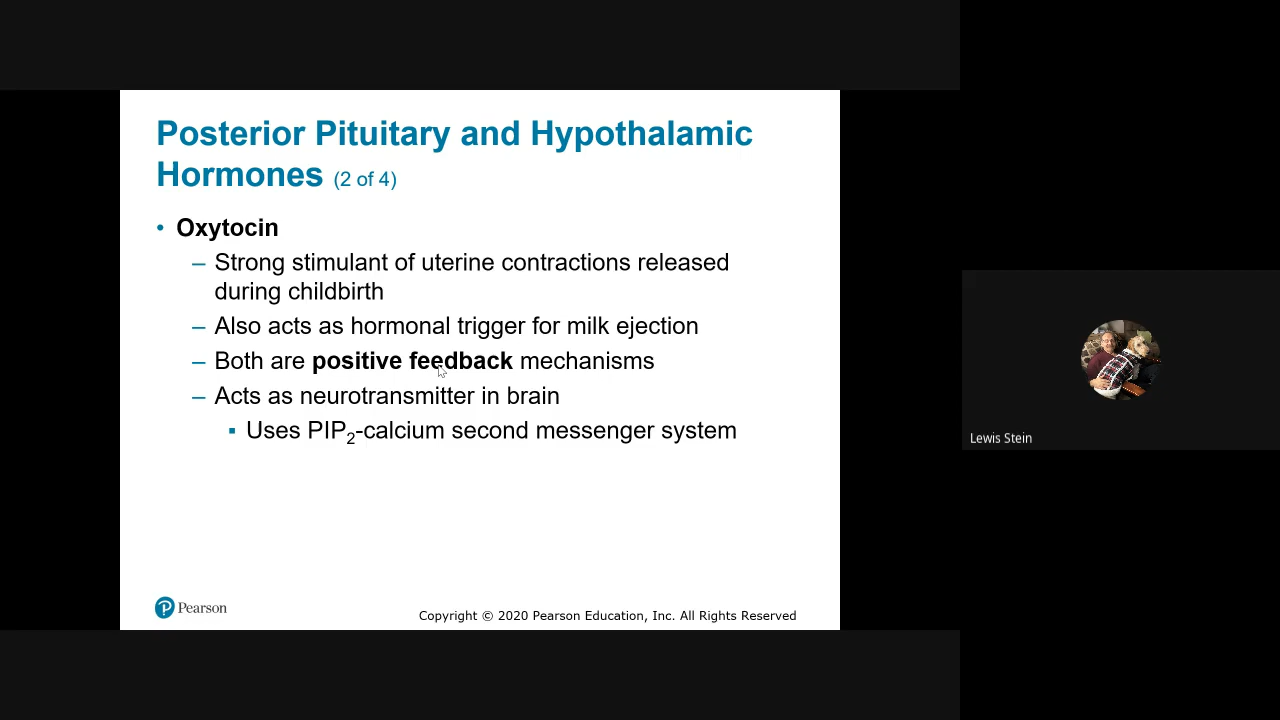 Posterior Pituitary and Hypothalamic
Hormones (2 of 4)
• Oxytocin
– Strong stimulant of uterine contractions released
during childbirth
– Also acts as hormonal trigger for milk ejection
– Both are positive feedback mechanisms
– Acts as neurotransmitter in brain
▪ Uses PIP₂-calcium second messenger system
Pearson
Copyright © 2020 Pearson Education, Inc. All Rights Reserved
Lewis Stein